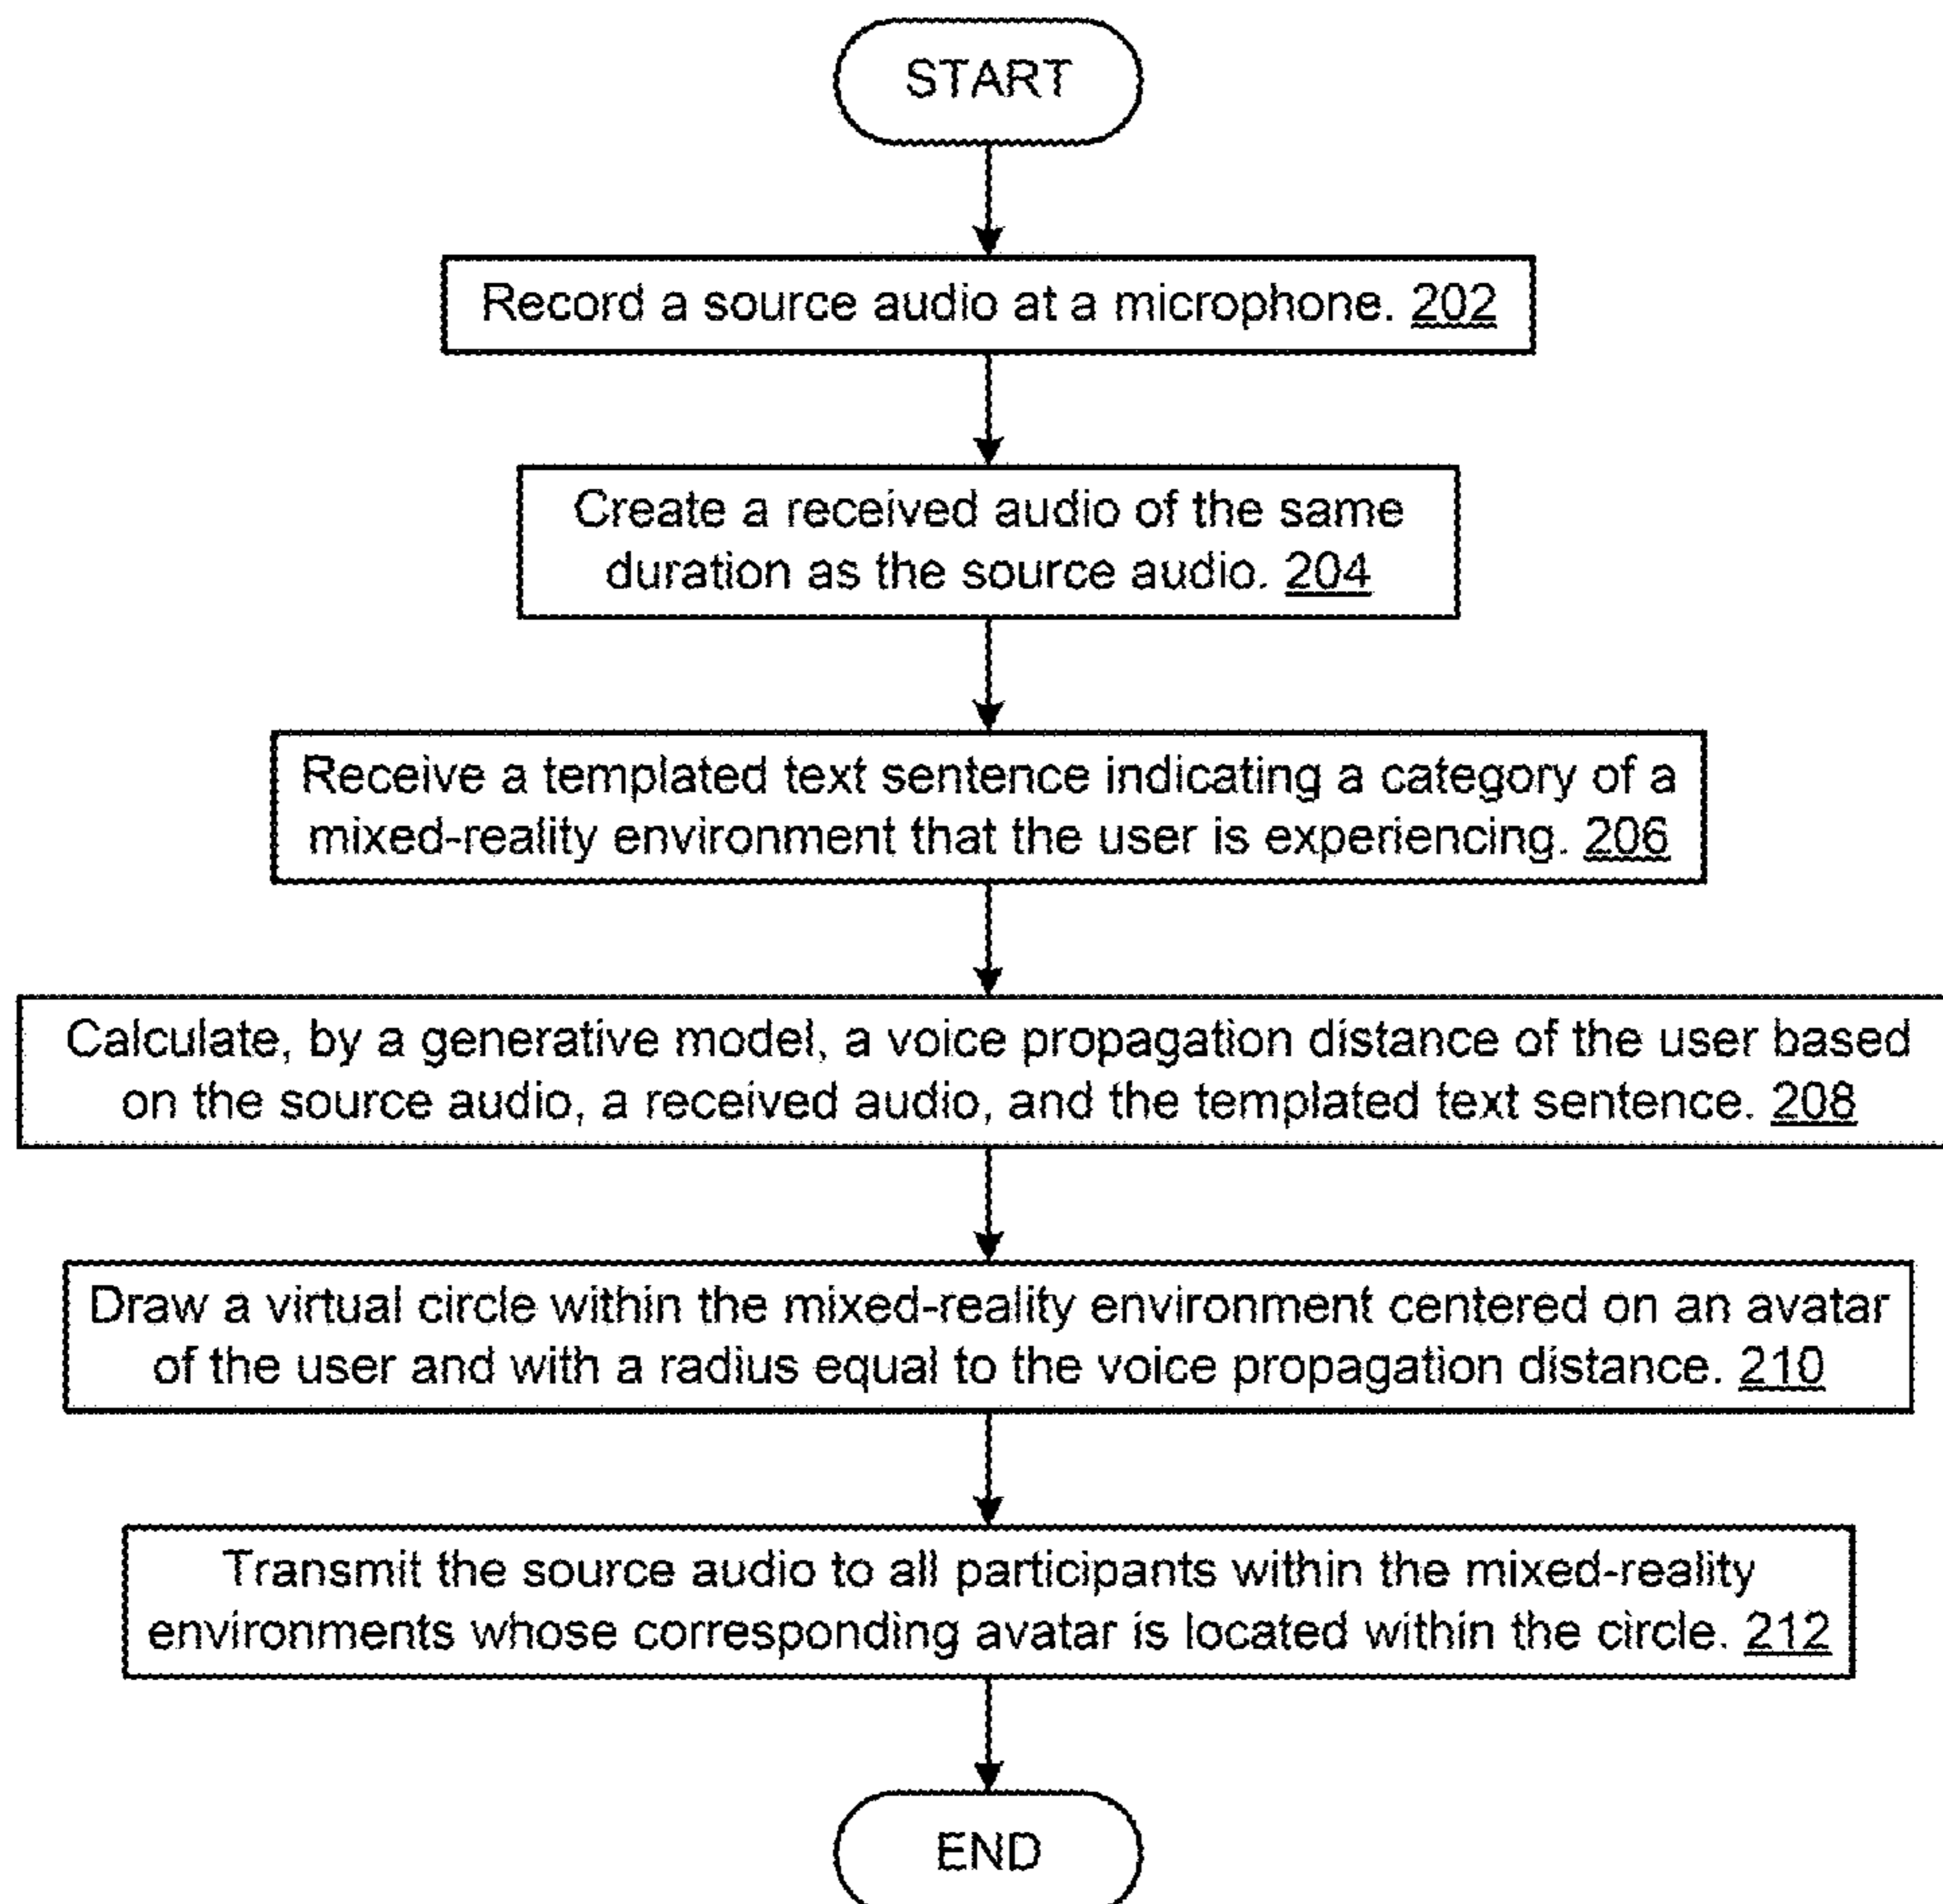 START
Record a source audio at a microphone. 202
Create a received audio of the same
duration as the source audio. 204
Receive a templated text sentence indicating a category of a
mixed-reality environment that the user is experiencing. 206
Calculate, by a generative model, a voice propagation distance of the user based
on the source audio, a received audio, and the templated text sentence. 208
Draw a virtual circle within the mixed-reality environment centered on an avatar
of the user and with a radius equal to the voice propagation distance. 210
Transmit the source audio to all participants within the mixed-reality
environments whose corresponding avatar is located within the circle. 212
END